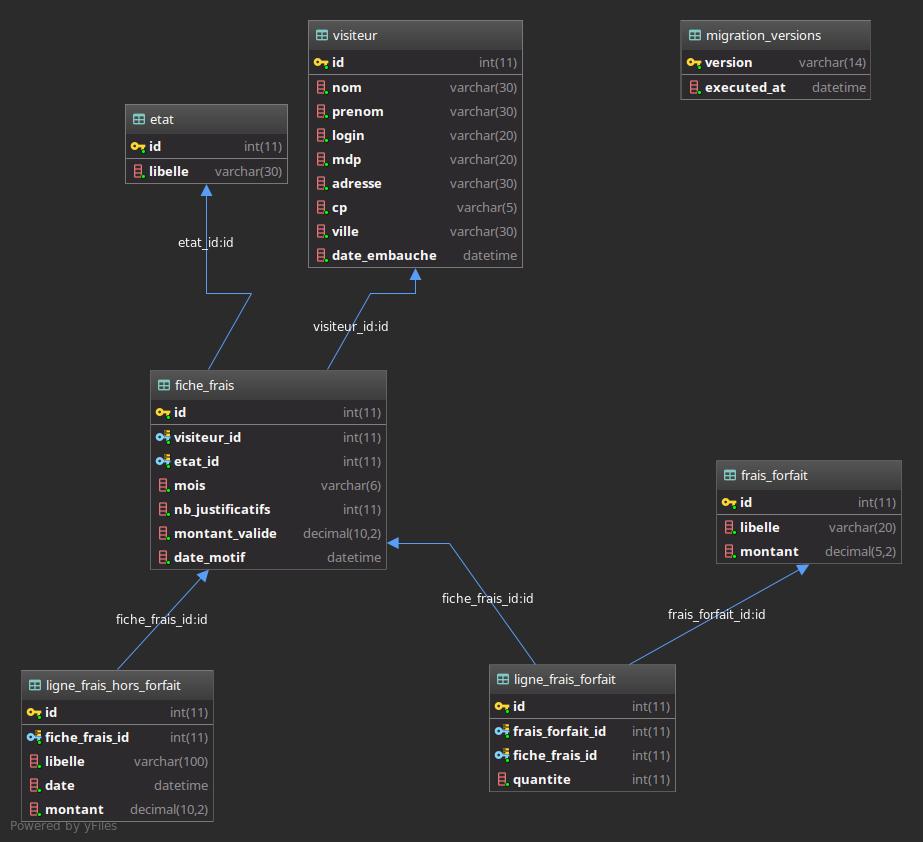 visiteur
id int(11)
nom varchar(30)
prenom varchar(30)
login varchar(20)
mdp varchar(20)
adresse varchar(30)
cp varchar(5)
ville varchar(30)
date_embauche datetime
migration_versions
version varchar(14)
executed_at datetime
etat
id int(11)
libelle varchar(30)
etat_id:id
visiteur_id:id
fiche_frais
id int(11)
visiteur_id int(11)
etat_id int(11)
mois varchar(6)
nb_justificatifs int(11)
montant_valide decimal(10,2)
date_motif datetime
frais_forfait
id int(11)
libelle varchar(20)
montant decimal(5,2)
fiche_frais_id:id
fiche_frais_id:id
frais_forfait_id:id
ligne_frais_hors_forfait
id int(11)
fiche_frais_id int(11)
libelle varchar(100)
date datetime
montant decimal(10,2)
ligne_frais_forfait
id int(11)
frais_forfait_id int(11)
fiche_frais_id int(11)
quantite int(11)
Powered by yFiles